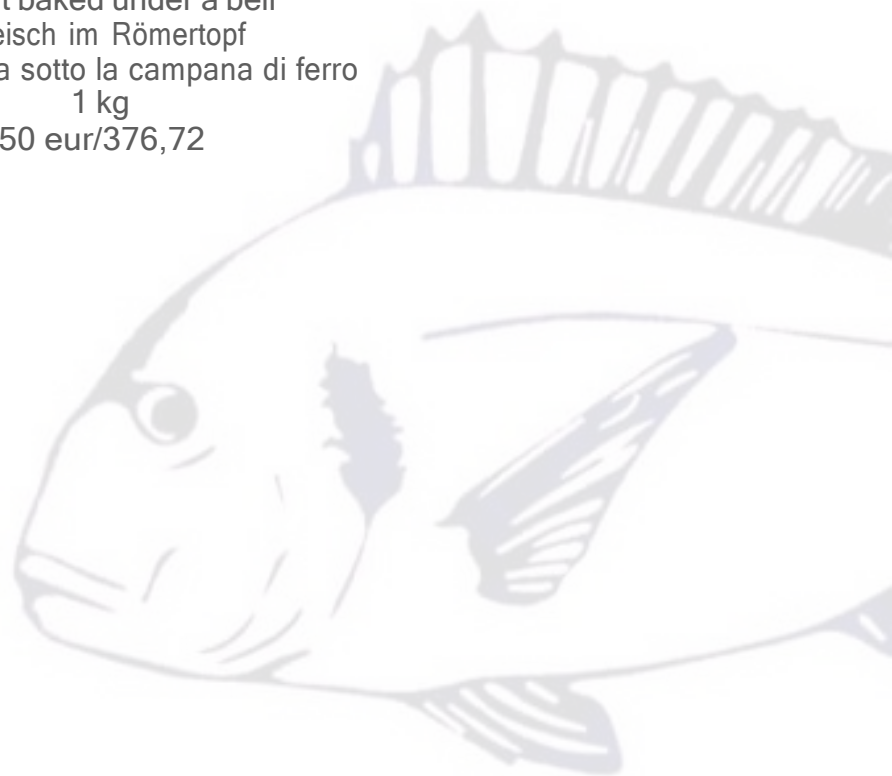 baked under a bell
im Römertopf
sotto la campana di ferro
1 kg
eur/376,72